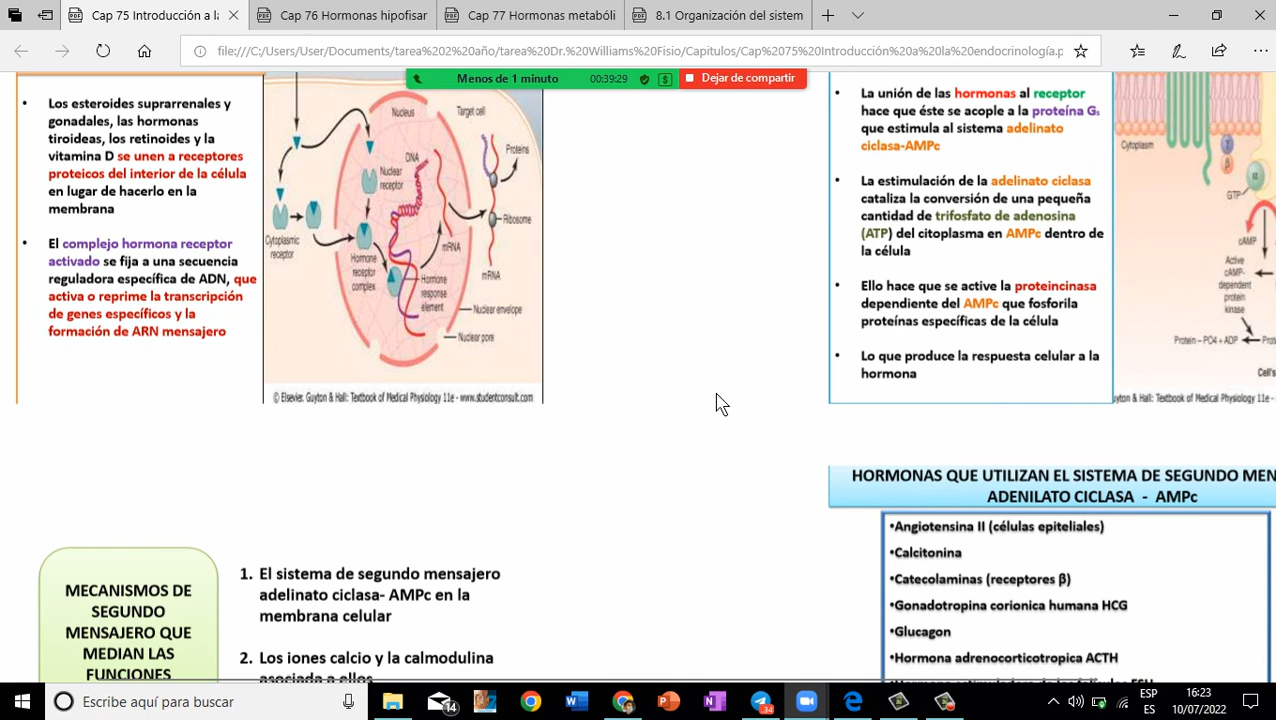 Cap 75 Introducción a la
Cap 76 Hormonas hipofisar
Cap 77 Hormonas metabóli
8.1 Organización del sistem
file:///C:/Users/User/Documents/tarea%202%20año/tarea%20Dr.%20Williams%20Fisio/Capitulos/Cap%2075%20Introducción%20a%20la%20endocrinología.p
Menos de 1 minuto
00:39:29
Dejar de compartir
• Los esteroides suprarrenales y
gonadales, las hormonas
tiroideas, los retinoides y la
vitamina D se unen a receptores
proteicos del interior de la célula
en lugar de hacerlo en la
membrana
• El complejo hormona receptor
activado se fija a una secuencia
reguladora específica de ADN, que
activa o reprime la transcripción
de genes específicos y la
formación de ARN mensajero
Nucleus
Target cell
DNA
Proteins
Nuclear
receptor
Ribosome
Cytoplasmic
receptor
mRNA
Hormone
receptor
complex
mRNA
Hormone
response
element
Nuclear envelope
Nuclear pore
© Elsevier. Guyton & Hall: Textbook of Medical Physiology 11e - www.studentconsult.com
• La unión de las hormonas al receptor
hace que éste se acople a la proteína Gs
que estimula al sistema adelinato
ciclasa-AMPc
• La estimulación de la adelinato ciclasa
cataliza la conversión de una pequeña
cantidad de trifosfato de adenosina
(ATP) del citoplasma en AMPc dentro de
la célula
• Ello hace que se active la proteincinasa
dependiente del AMPc que fosforila
proteínas específicas de la célula
• Lo que produce la respuesta celular a la
hormona
Cytoplasm
γ
β
α
GTP
cAMP
Active
cAMP-
dependent
protein
kinase
Protein – PO4 + ADP
Prot
Cell's
uyton & Hall: Textbook of Medical Physiology 11e - www.studentcons
MECANISMOS DE
SEGUNDO
MENSAJERO QUE
MEDIAN LAS
FUNCIONES
1. El sistema de segundo mensajero
adelinato ciclasa- AMPc en la
membrana celular
2. Los iones calcio y la calmodulina
asociada a ellos
HORMONAS QUE UTILIZAN EL SISTEMA DE SEGUNDO MEN
ADENILATO CICLASA - AMPc
•Angiotensina II (células epiteliales)
•Calcitonina
•Catecolaminas (receptores β)
•Gonadotropina corionica humana HCG
•Glucagon
•Hormona adrenocorticotropica ACTH
Escribe aquí para buscar
14
34
ESP
ES
16:23
10/07/2022